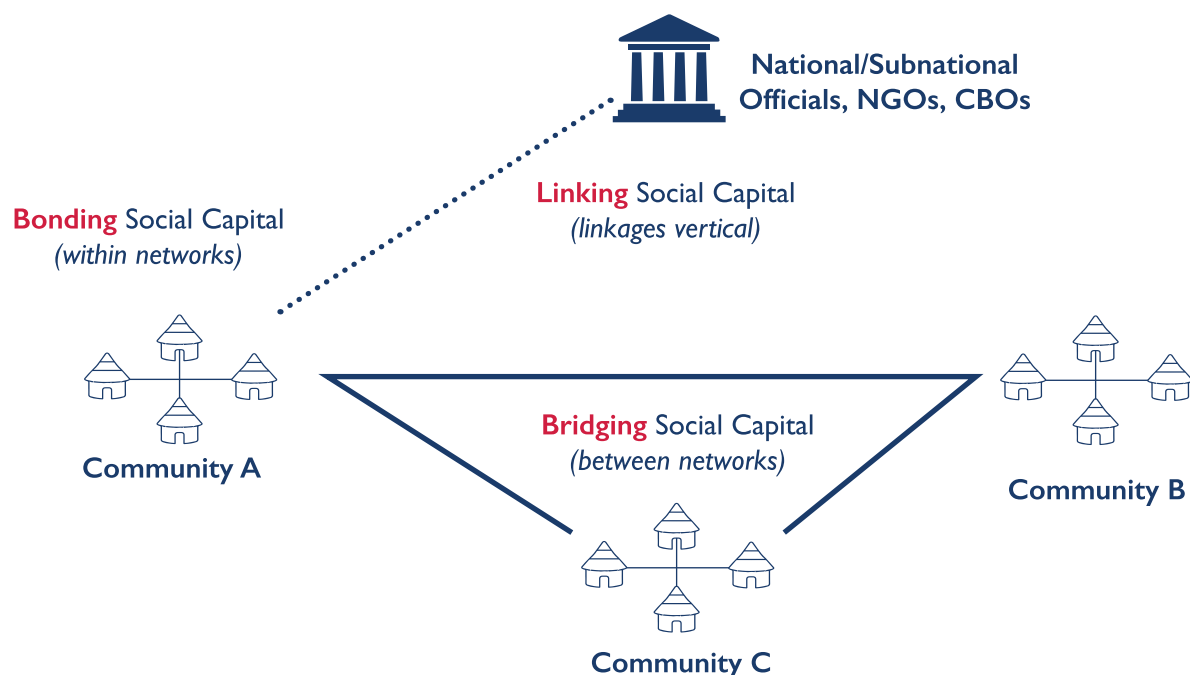 National/Subnational
Officials, NGOs, CBOs
Linking Social Capital
(linkages vertical)
Bonding Social Capital
(within networks)
Bridging Social Capital
(between networks)
Community A
Community B
Community C